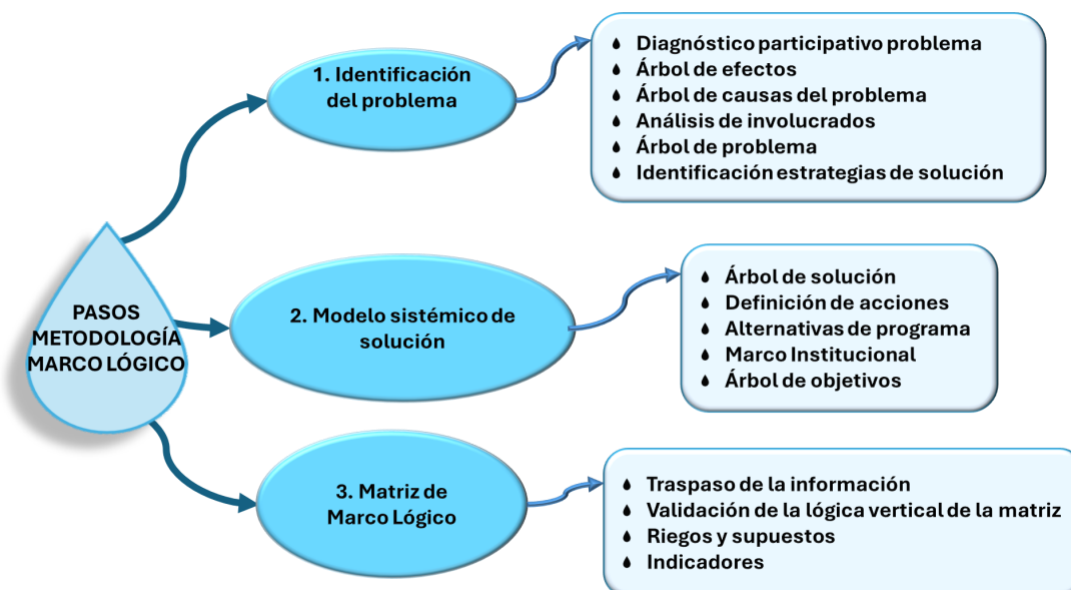 PASOS
METODOLOGÍA
MARCO LÓGICO
1. Identificación
del problema
Diagnóstico participativo problema
Árbol de efectos
Árbol de causas del problema
Análisis de involucrados
Árbol de problema
Identificación estrategias de solución
2. Modelo sistémico de
solución
Árbol de solución
Definición de acciones
Alternativas de programa
Marco Institucional
Árbol de objetivos
3. Matriz de
Marco Lógico
Traspaso de la información
Validación de la lógica vertical de la matriz
Riegos y supuestos
Indicadores